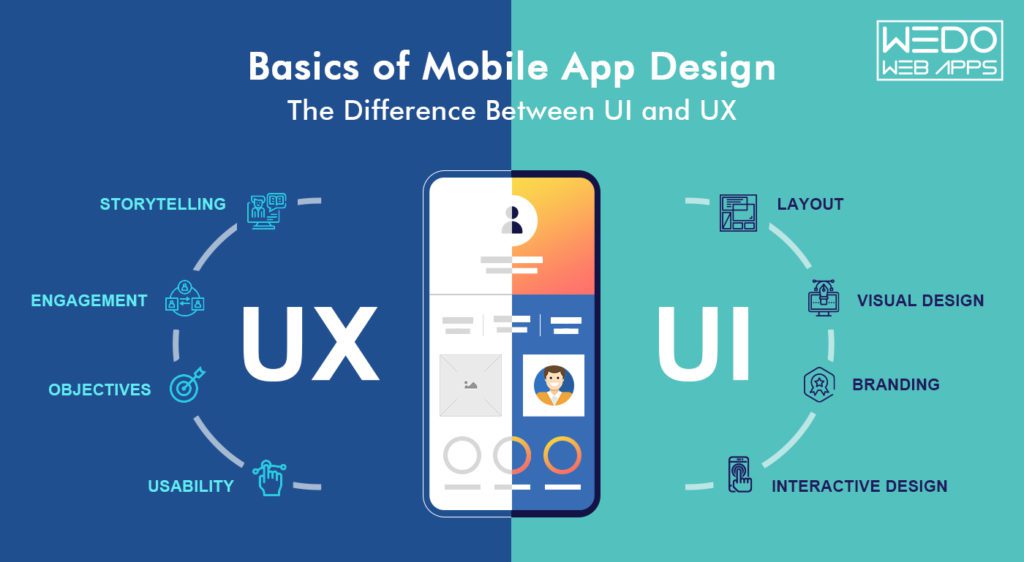 Basics of Mobile App Design
The Difference Between UI and UX
WEDO
WEB APPS
STORYTELLING
ENGAGEMENT
OBJECTIVES
USABILITY
UX
UI
LAYOUT
VISUAL DESIGN
BRANDING
INTERACTIVE DESIGN